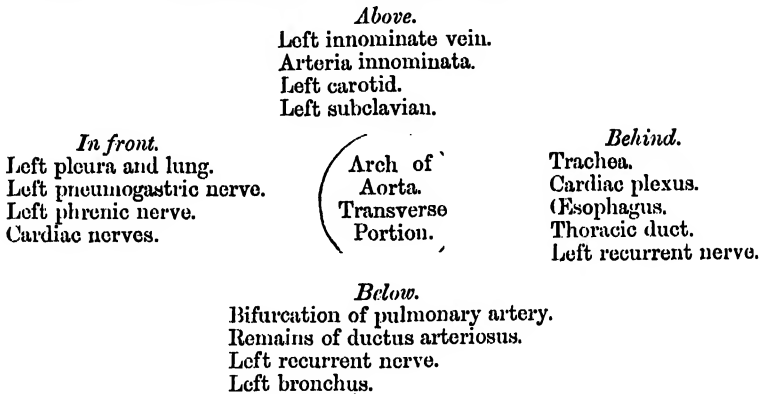 Above.
Left innominate vein.
Arteria innominata.
Left carotid.
Left subclavian.
In front.
Left pleura and lung.
Left pneumogastric nerve.
Left phrenic nerve.
Cardiac nerves.
Arch of
Aorta.
Transverse
Portion.
Behind.
Trachea.
Cardiac plexus.
Œsophagus.
Thoracic duct.
Left recurrent nerve.
Below.
Bifurcation of pulmonary artery.
Remains of ductus arteriosus.
Left recurrent nerve.
Left bronchus.